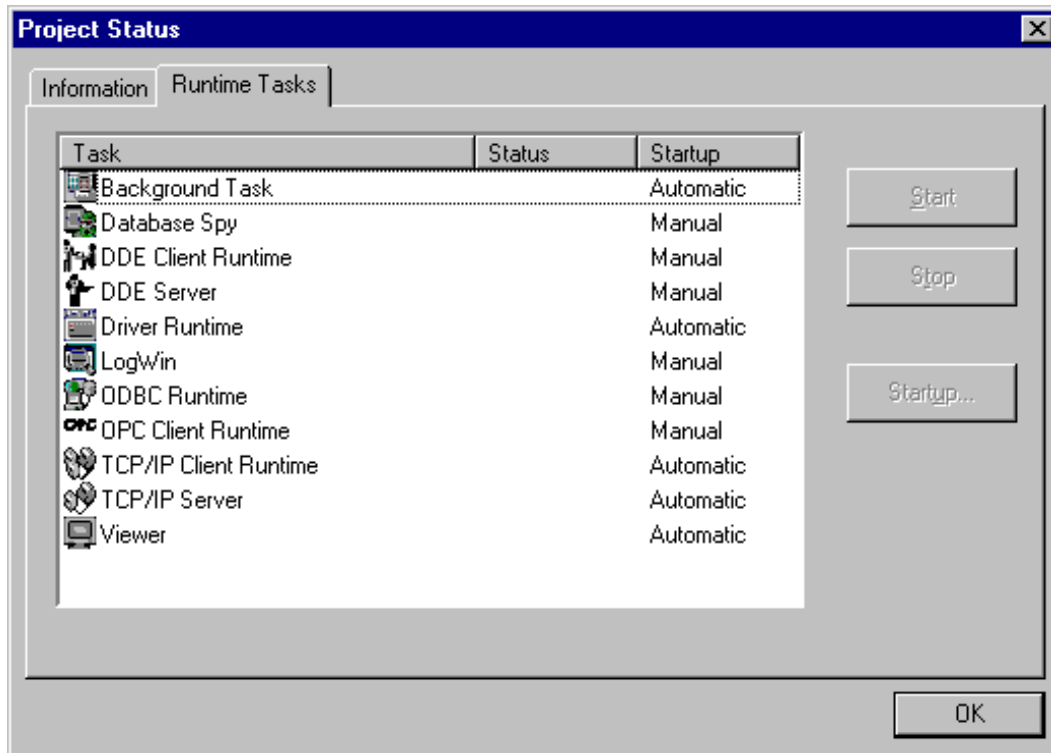 Project Status
Information Runtime Tasks
Task Status Startup
Background Task Automatic
Database Spy Manual
DDE Client Runtime Manual
DDE Server Manual
Driver Runtime Automatic
LogWin Manual
ODBC Runtime Manual
OPC OPC Client Runtime Manual
TCP/IP Client Runtime Automatic
TCP/IP Server Automatic
Viewer Automatic
Start
Stop
Startup...
OK